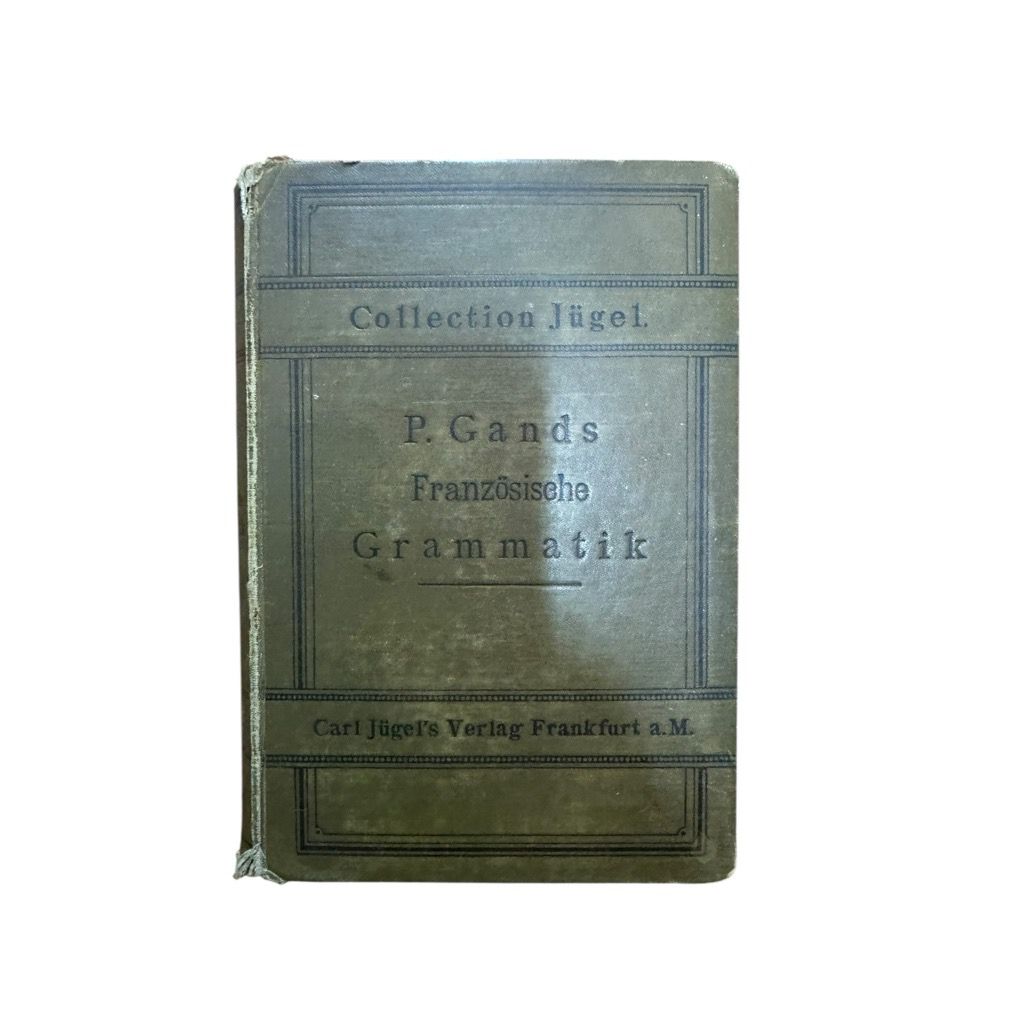 Collection Jügel.
P. Gands
Französische
Grammatik
Carl Jügel's Verlag Frankfurt a.M.